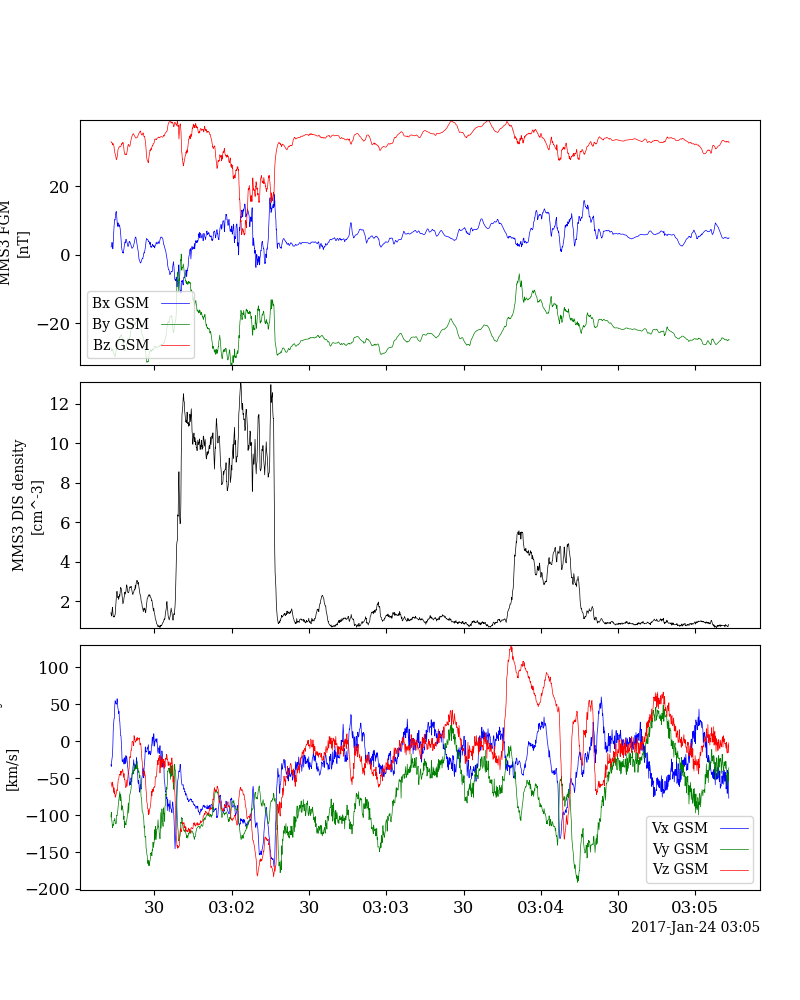 MMS3 FGM
[nT]
20
0
−20
Bx GSM
By GSM
Bz GSM
MMS3 DIS density
[cm^-3]
12
10
8
6
4
2
[km/s]
100
50
0
−50
−100
−150
−200
Vx GSM
Vy GSM
Vz GSM
30
03:02
30
03:03
30
03:04
30
03:05
2017-Jan-24 03:05